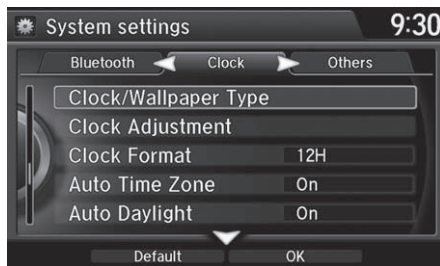 System settings 9:30
Bluetooth Clock Others
Clock/Wallpaper Type
Clock Adjustment
Clock Format 12H
Auto Time Zone On
Auto Daylight On
Default OK